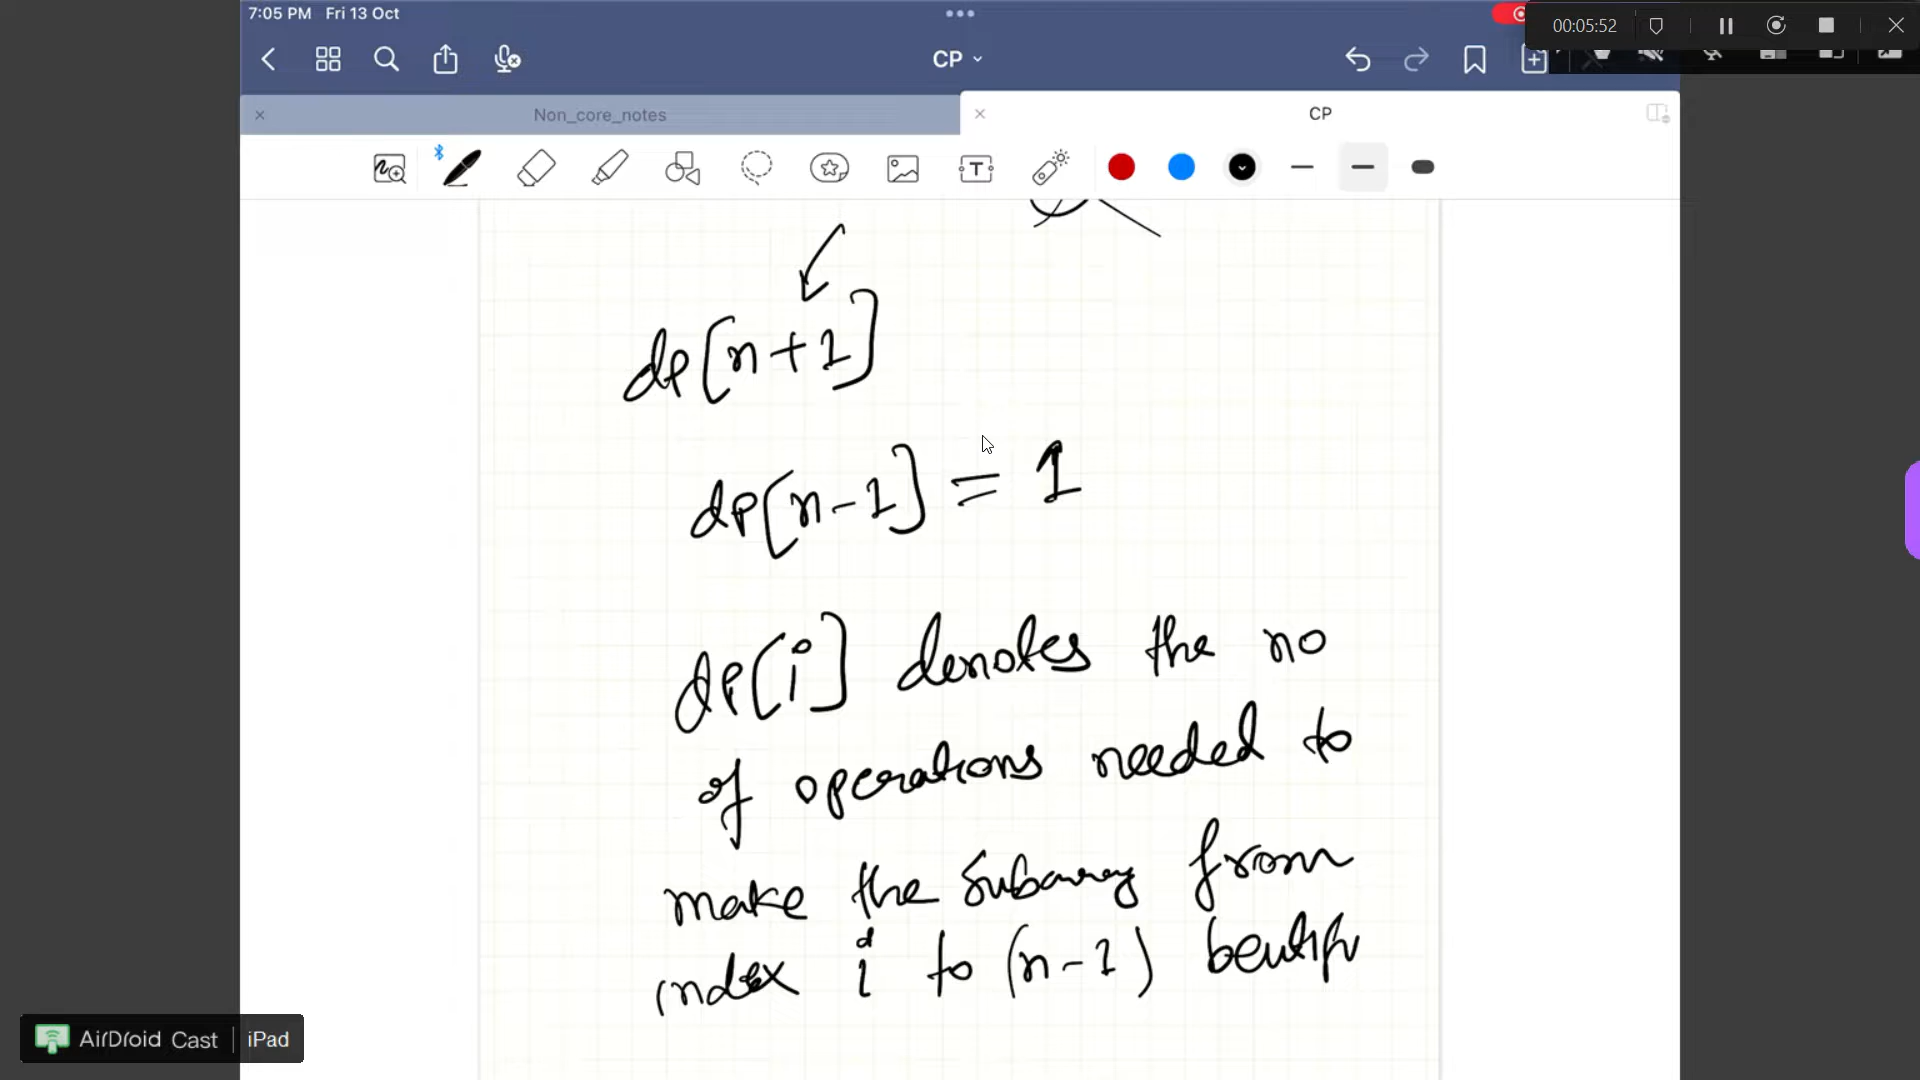 7:05 PM Fri 13 Oct
00:05:52
CP
Non_core_notes
CP
T
dp[n+1]
dp[n-1] = 1
dp[i] denotes the no
of operations needed to
make the subarray from
index i to (n-1) beutifu
AirDroid Cast | iPad